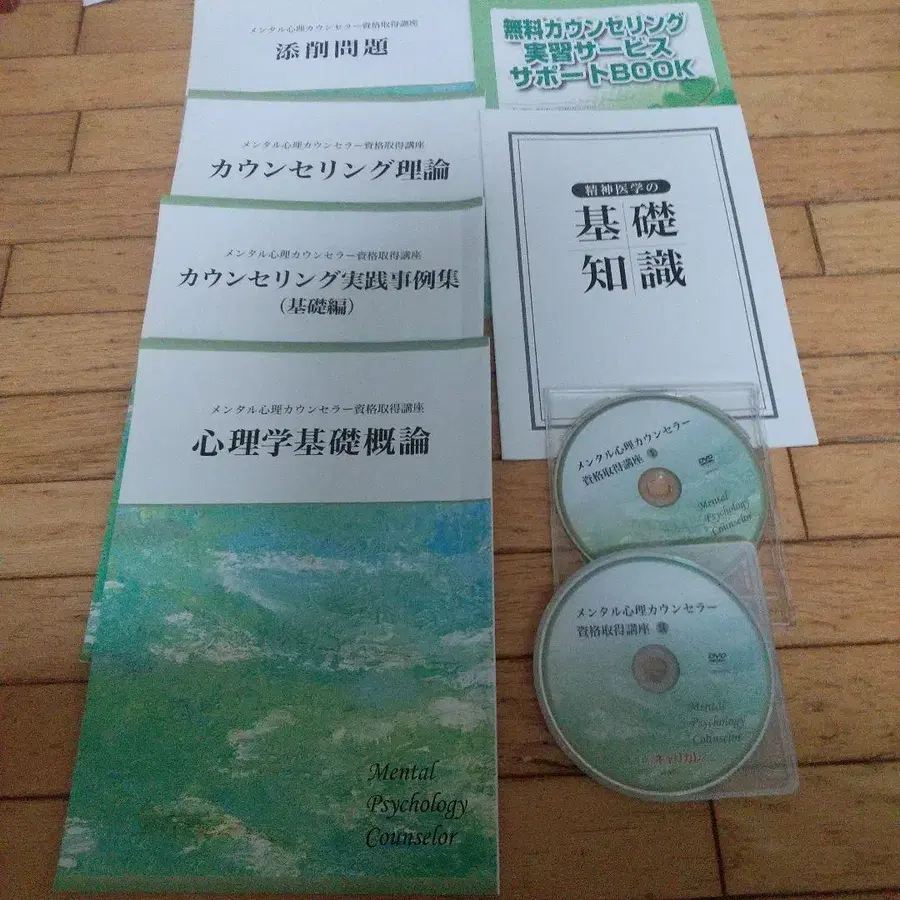 メンタル心理カウンセラー資格取得講座
添削問題
メンタル心理カウンセラー資格取得講座
カウンセリング理論
メンタル心理カウンセラー資格取得講座
カウンセリング実践事例集
(基礎編)
メンタル心理カウンセラー資格取得講座
心理学基礎概論
Mental
Psychology
Counselor
無料カウンセリング
実習サービス
サポートBOOK
精神医学の
基礎
知識
メンタル心理カウンセラー
資格取得講座
DVD
Mental
Psychology
Counselor
メンタル心理カウンセラー
資格取得講座
DVD
Mental
Psychology
Counselor
キャリカレ